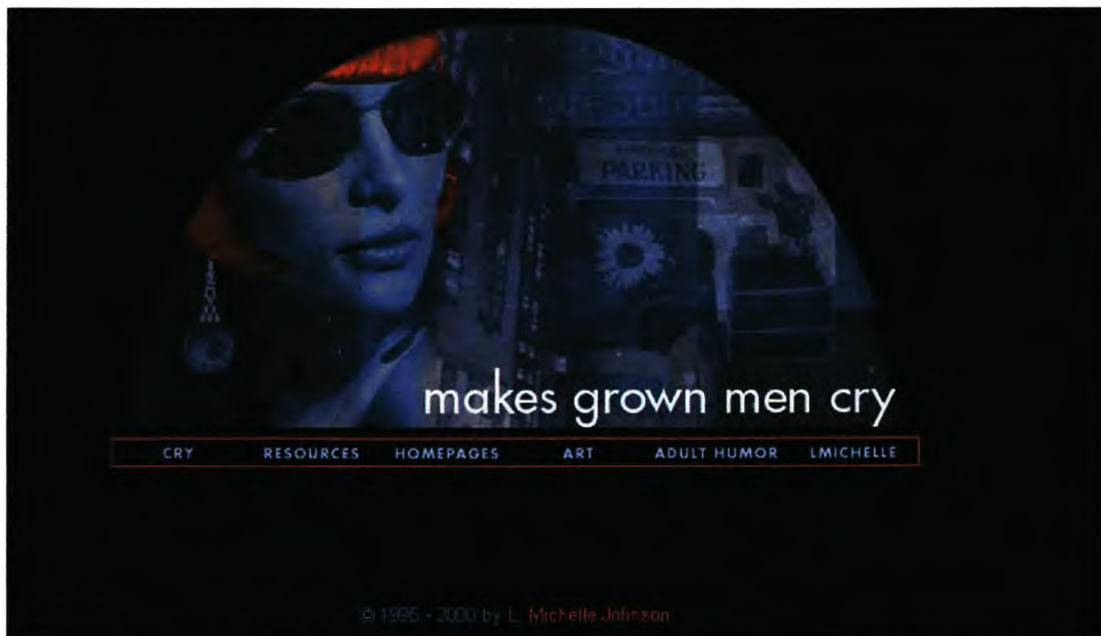 PARKING
makes grown men cry
CRY RESOURCES HOMEPAGES ART ADULT HUMOR LMICHELLE
© 1995 - 2000 by L. Michelle Johnson